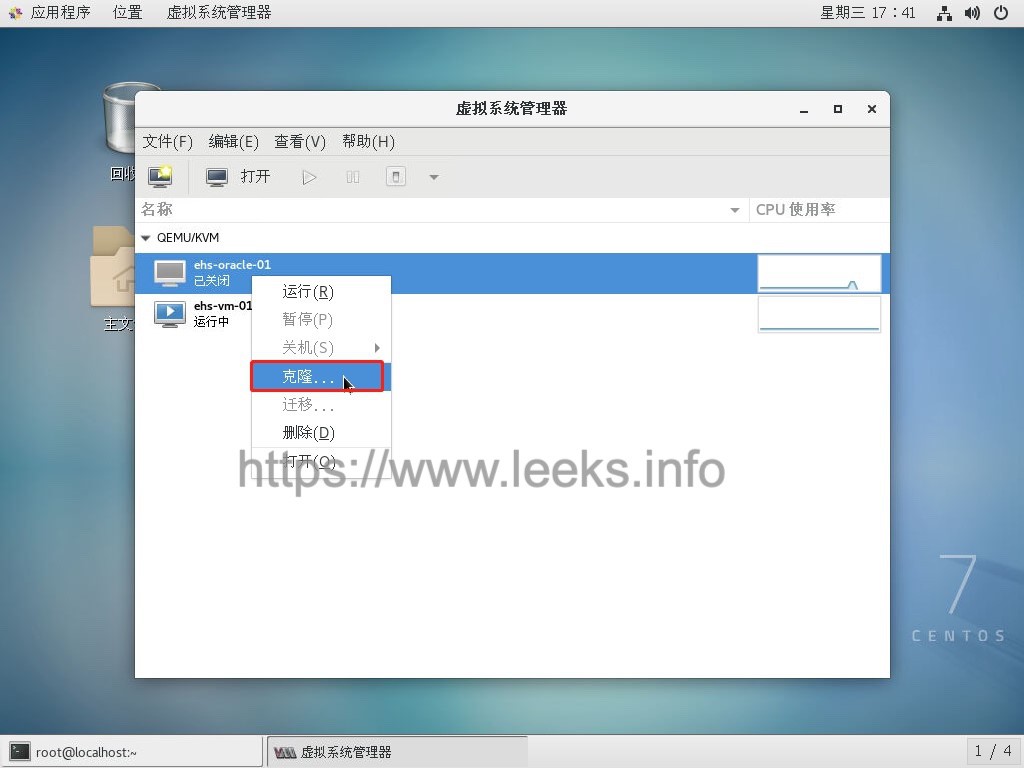 应用程序 位置 虚拟系统管理器 星期三 17：41
虚拟系统管理器
文件(F) 编辑(E) 查看(V) 帮助(H)
打开
名称 CPU 使用率
QEMU/KVM
ehs-oracle-01
已关闭
ehs-vm-01
运行中
运行(R)
暂停(P)
关机(S)
克隆...
迁移...
删除(D)
打开(O)
https://www.leeks.info
回收
主文
7
CENTOS
root@localhost:~ 虚拟系统管理器 1 / 4